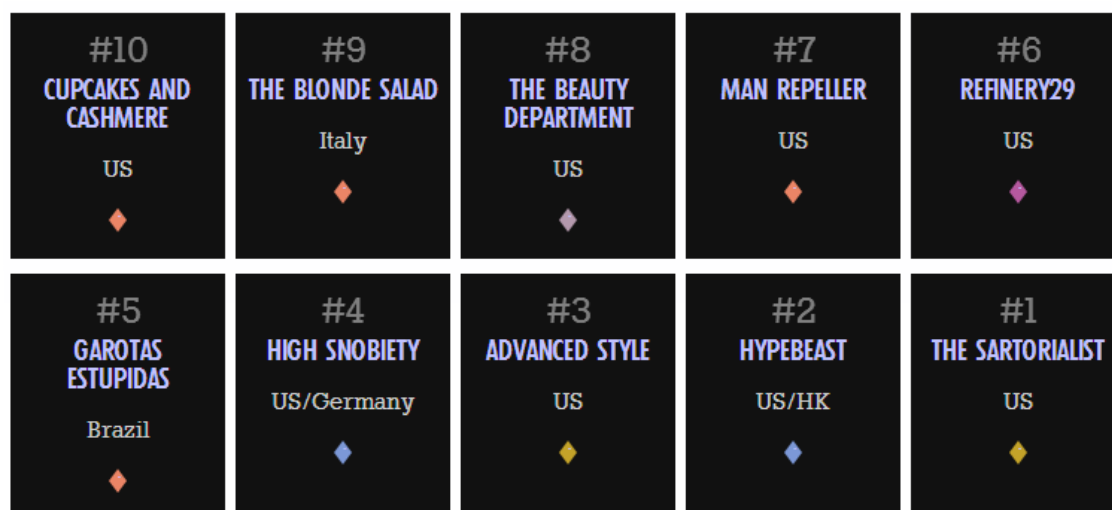 #10
CUPCAKES AND
CASHMERE
US
#9
THE BLONDE SALAD
Italy
#8
THE BEAUTY
DEPARTMENT
US
#7
MAN REPELLER
US
#6
REFINERY29
US
#5
GAROTAS
ESTUPIDAS
Brazil
#4
HIGH SNOBIETY
US/Germany
#3
ADVANCED STYLE
US
#2
HYPEBEAST
US/HK
#1
THE SARTORIALIST
US